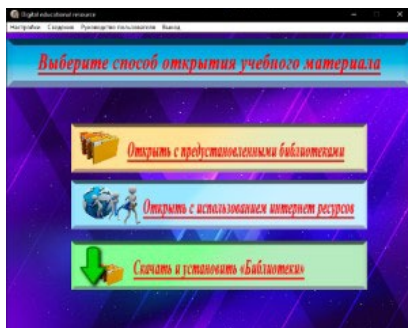 Digital educational resource
Настройки Сведения Руководство пользователя Выход
Выберите способ открытия учебного материала
Открыть с предустановленными библиотеками
Открыть с использованием интернет ресурсов
Скачать и установить «Библиотеки»